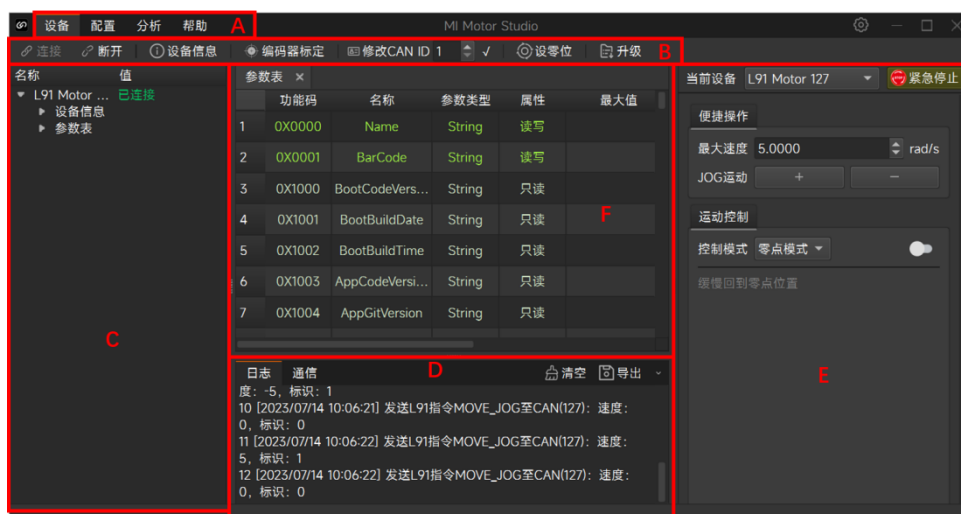 设备 配置 分析 帮助 A MI Motor Studio
连接 断开 设备信息 编码器标定 修改CAN ID 1 √ 设零位 升级 B
名称 值
L91 Motor ... 已连接
设备信息
参数表
C
参数表 ×
功能码 名称 参数类型 属性 最大值
1 0X0000 Name String 读写
2 0X0001 BarCode String 读写
3 0X1000 BootCodeVers... String 只读
4 0X1001 BootBuildDate String 只读
F
5 0X1002 BootBuildTime String 只读
6 0X1003 AppCodeVersi... String 只读
7 0X1004 AppGitVersion String 只读
日志 通信 D 清空 导出
度：-5，标识：1
10 [2023/07/14 10:06:21] 发送L91指令MOVE_JOG至CAN(127)：速度：
0，标识：0
11 [2023/07/14 10:06:22] 发送L91指令MOVE_JOG至CAN(127)：速度：
5，标识：1
12 [2023/07/14 10:06:22] 发送L91指令MOVE_JOG至CAN(127)：速度：
0，标识：0
当前设备 L91 Motor 127 紧急停止
便捷操作
最大速度 5.0000 rad/s
JOG运动 + −
运动控制
控制模式 零点模式
缓慢回到零点位置
E